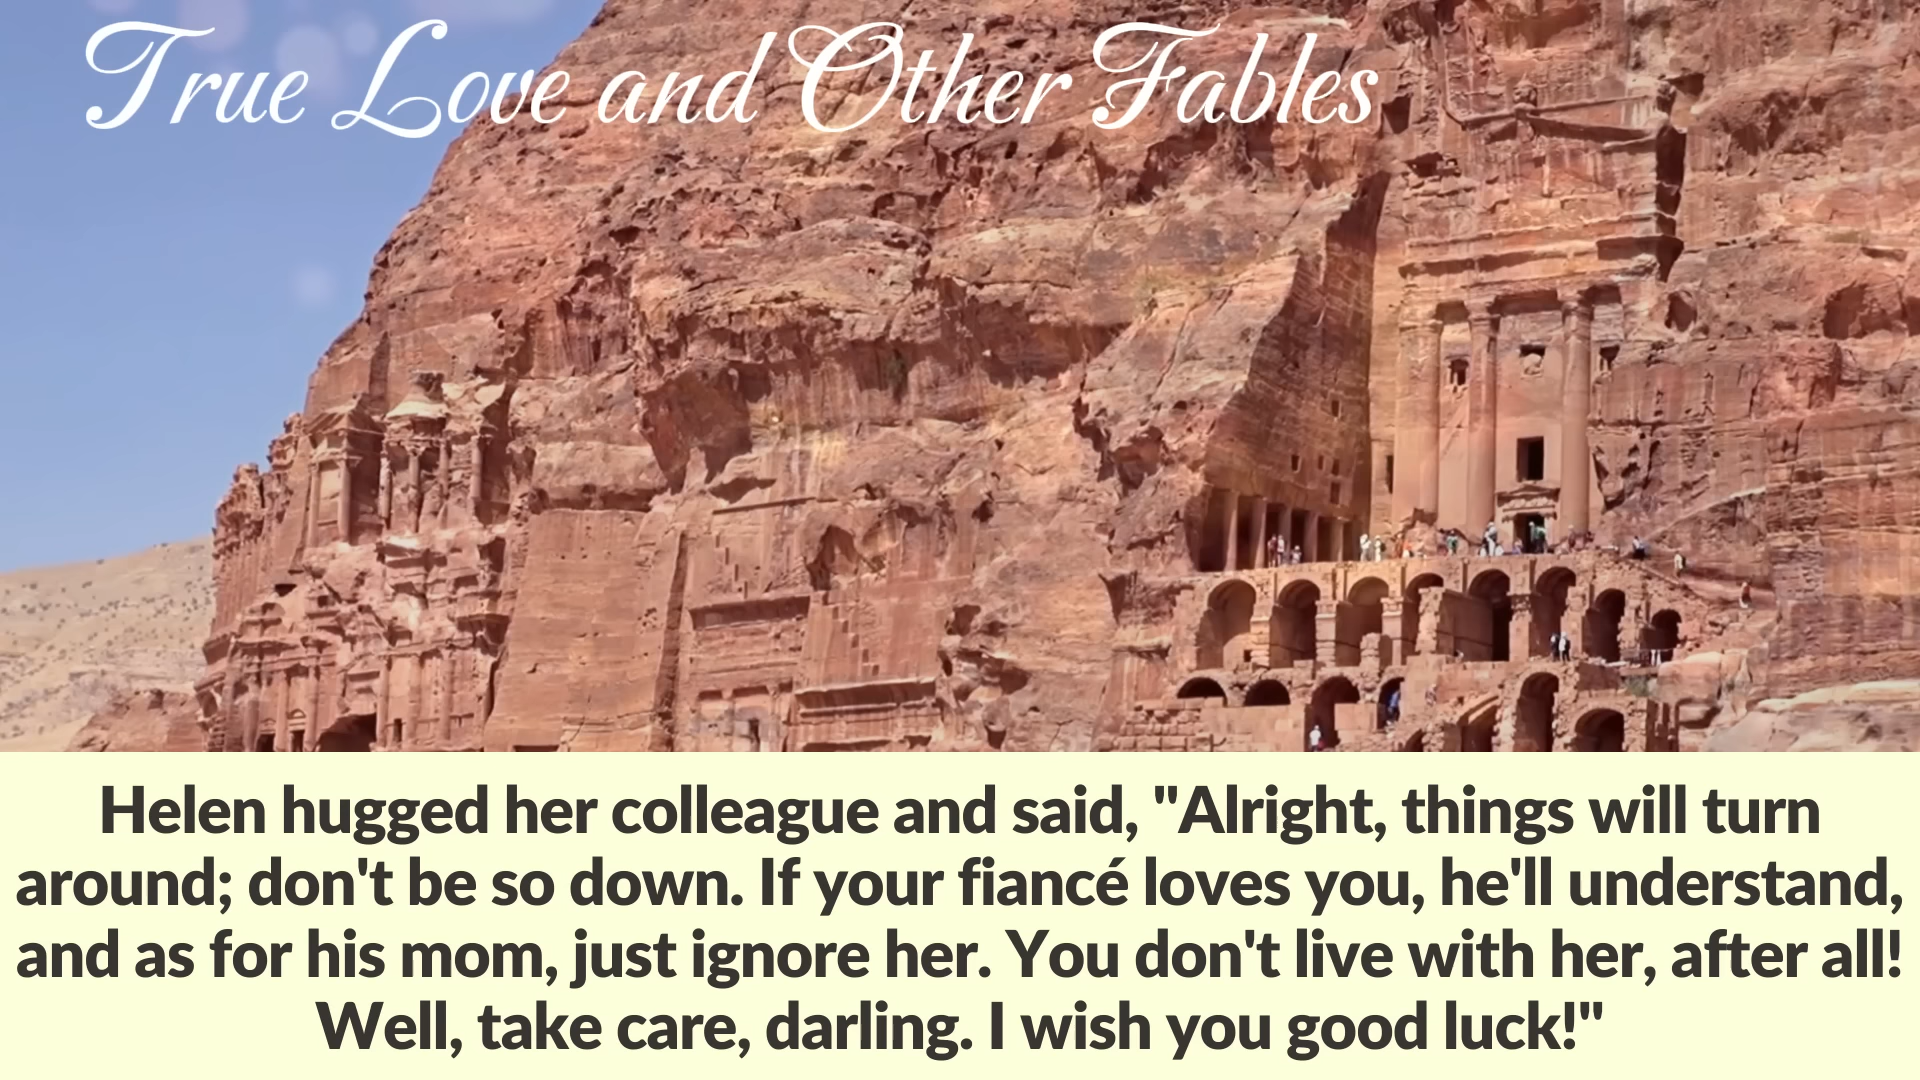 True Love and Other Fables
Helen hugged her colleague and said, "Alright, things will turn
around; don't be so down. If your fiancé loves you, he'll understand,
and as for his mom, just ignore her. You don't live with her, after all!
Well, take care, darling. I wish you good luck!"